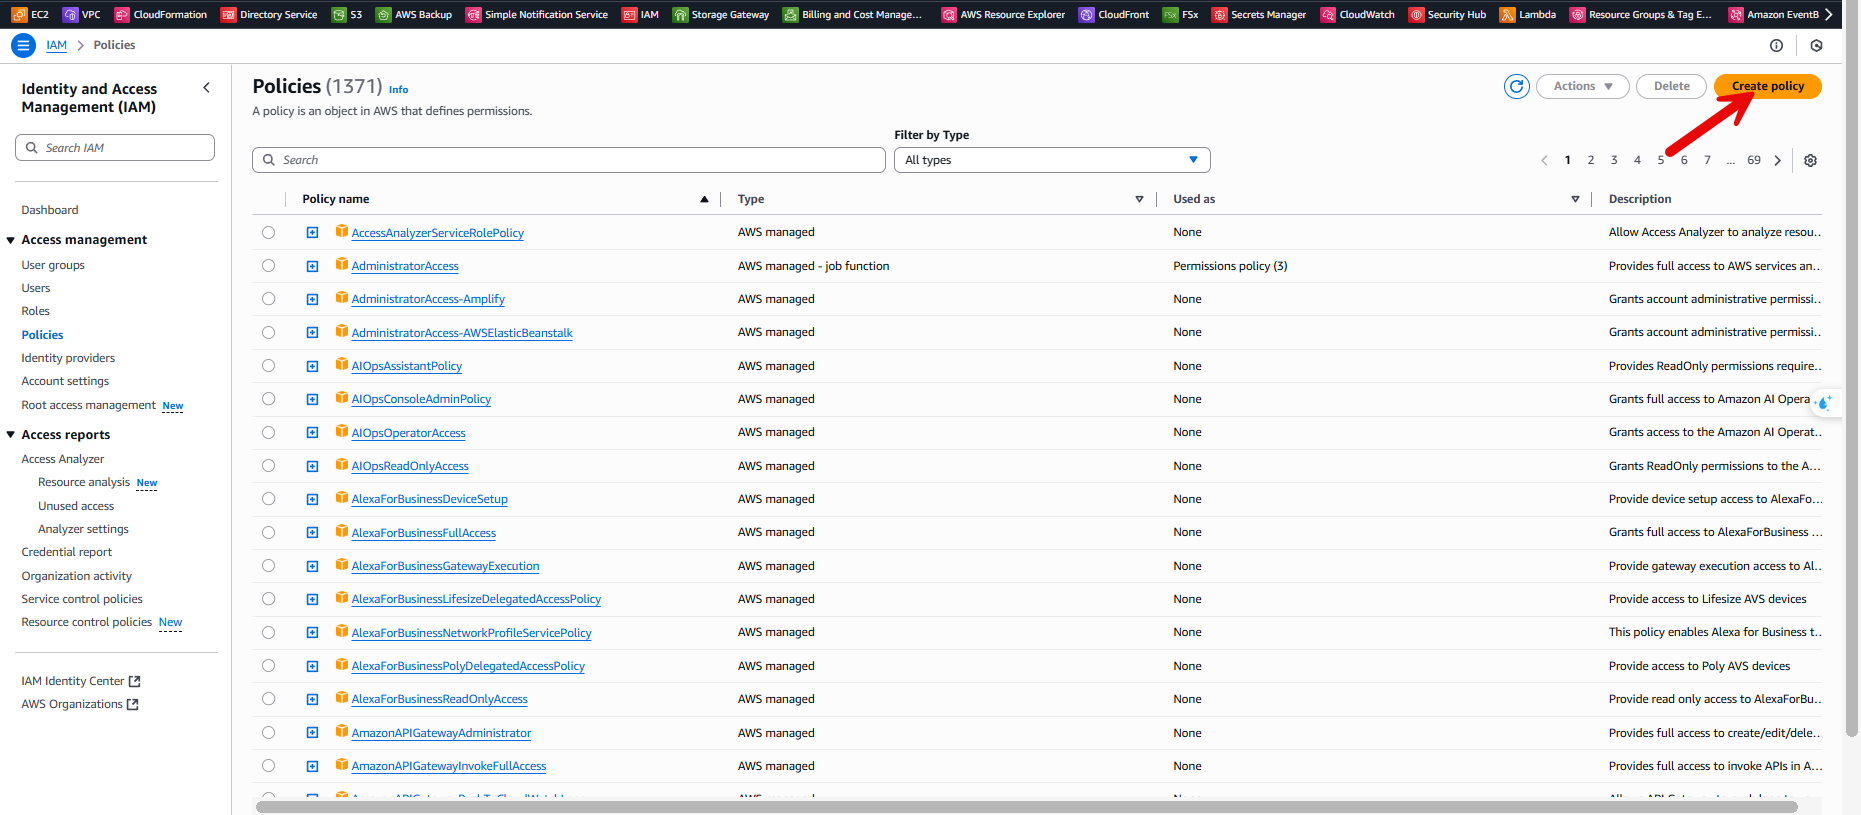 EC2 VPC CloudFormation Directory Service S3 AWS Backup Simple Notification Service IAM Storage Gateway Billing and Cost Manage... AWS Resource Explorer CloudFront FSx Secrets Manager CloudWatch Security Hub Lambda Resource Groups & Tag E... Amazon EventB
IAM > Policies
Identity and Access
Management (IAM)
Search IAM
Dashboard
Access management
User groups
Users
Roles
Policies
Identity providers
Account settings
Root access management New
Access reports
Access Analyzer
Resource analysis New
Unused access
Analyzer settings
Credential report
Organization activity
Service control policies
Resource control policies New
IAM Identity Center
AWS Organizations
Policies (1371) Info
A policy is an object in AWS that defines permissions.
Actions Delete Create policy
Filter by Type
Search All types 1 2 3 4 5 6 7 ... 69
Policy name Type Used as Description
AccessAnalyzerServiceRolePolicy AWS managed None Allow Access Analyzer to analyze resou...
AdministratorAccess AWS managed - job function Permissions policy (3) Provides full access to AWS services an...
AdministratorAccess-Amplify AWS managed None Grants account administrative permissi...
AdministratorAccess-AWSElasticBeanstalk AWS managed None Grants account administrative permissi...
AIOpsAssistantPolicy AWS managed None Provides ReadOnly permissions require...
AIOpsConsoleAdminPolicy AWS managed None Grants full access to Amazon AI Opera
AIOpsOperatorAccess AWS managed None Grants access to the Amazon AI Operat...
AIOpsReadOnlyAccess AWS managed None Grants ReadOnly permissions to the A...
AlexaForBusinessDeviceSetup AWS managed None Provide device setup access to AlexaFo...
AlexaForBusinessFullAccess AWS managed None Grants full access to AlexaForBusiness ...
AlexaForBusinessGatewayExecution AWS managed None Provide gateway execution access to Al...
AlexaForBusinessLifesizeDelegatedAccessPolicy AWS managed None Provide access to Lifesize AVS devices
AlexaForBusinessNetworkProfileServicePolicy AWS managed None This policy enables Alexa for Business t...
AlexaForBusinessPolyDelegatedAccessPolicy AWS managed None Provide access to Poly AVS devices
AlexaForBusinessReadOnlyAccess AWS managed None Provide read only access to AlexaForBu...
AmazonAPIGatewayAdministrator AWS managed None Provides full access to create/edit/dele...
AmazonAPIGatewayInvokeFullAccess AWS managed None Provides full access to invoke APIs in A...